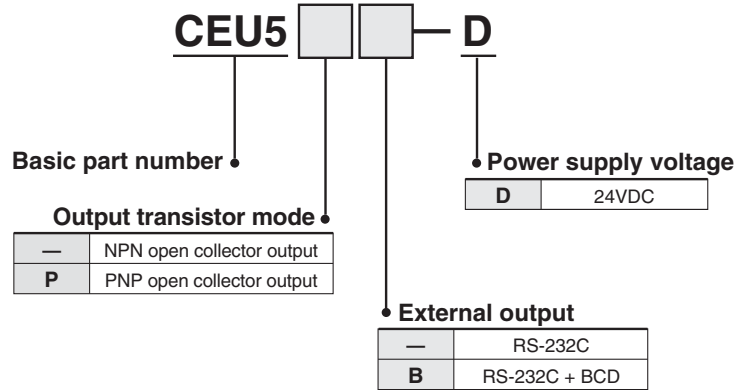 CEU5 — D
Basic part number
Power supply voltage
D 24VDC
Output transistor mode
— NPN open collector output
P PNP open collector output
External output
— RS-232C
B RS-232C + BCD